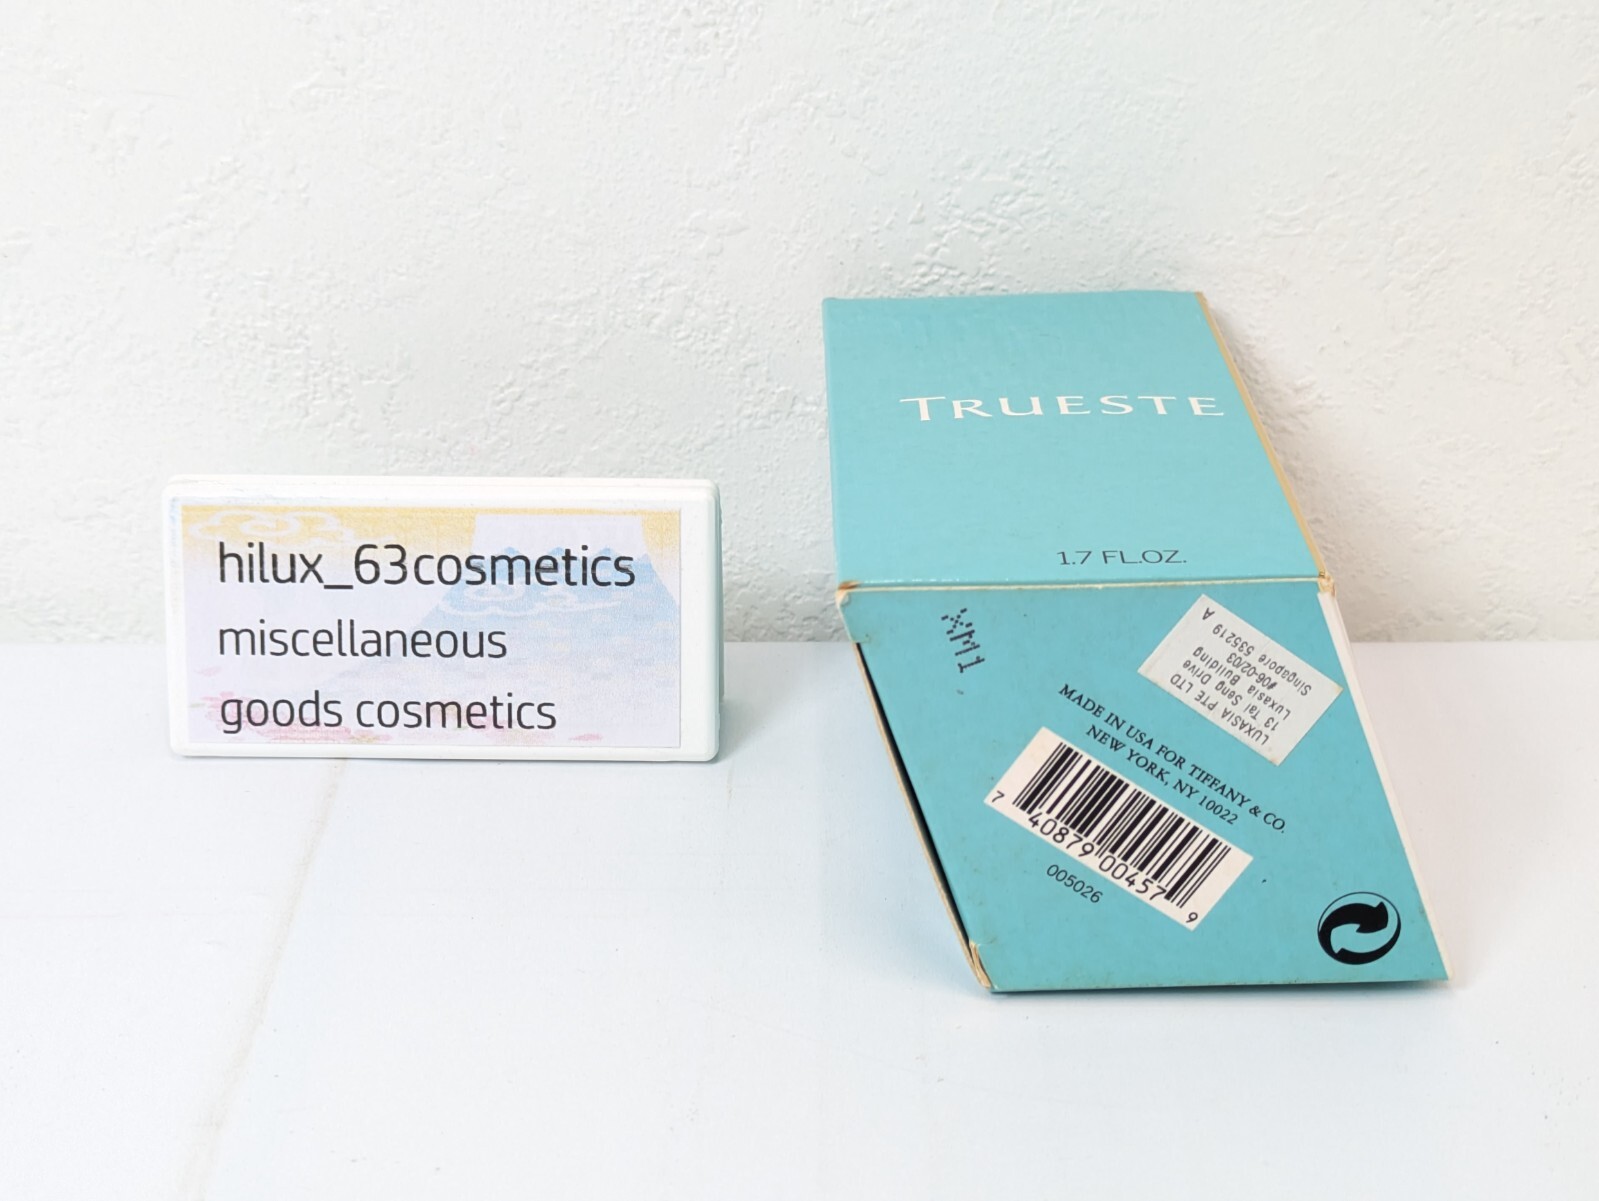 hilux_63cosmetics
miscellaneous
goods cosmetics
TRUESTE
1.7 FL.OZ.
XM1
LUXASIA PTE LTD
13 Tai Seng Drive
#06-02/03
Luxasia Building
Singapore 535219 A
MADE IN USA FOR TIFFANY & CO.
NEW YORK, NY 10022
7 40879 00457 9
005026